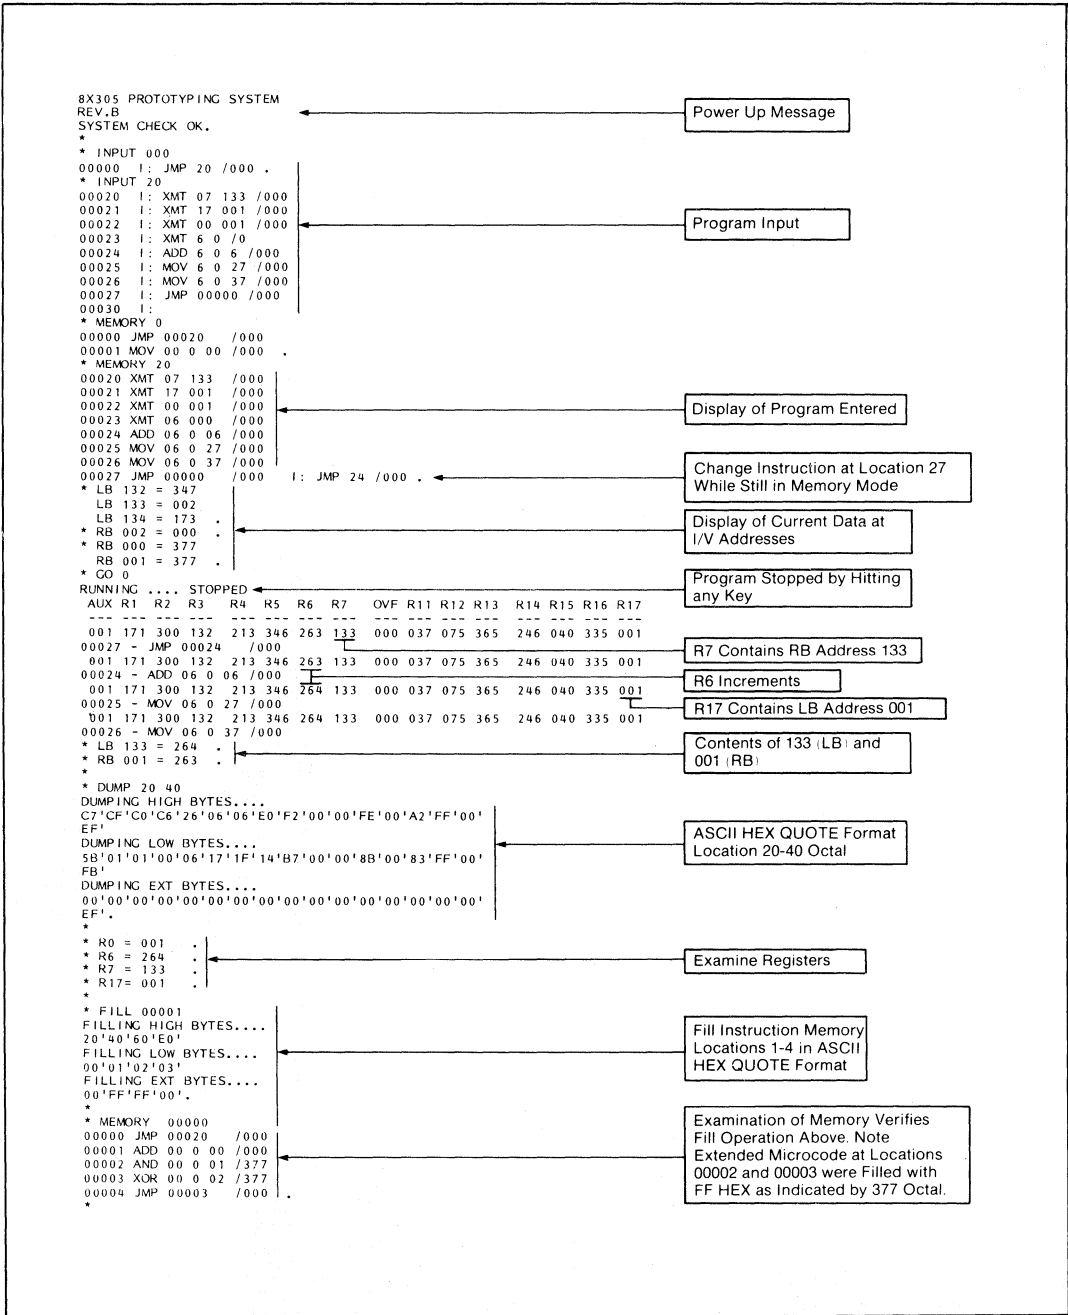 8X305 PROTOTYPING SYSTEM
REV.B
Power Up Message
SYSTEM CHECK OK.
*
* INPUT 000
00000 I: JMP 20 /000 .
* INPUT 20
00020 I: XMT 07 133 /000
00021 I: XMT 17 001 /000
00022 I: XMT 00 001 /000
Program Input
00023 I: XMT 6 0 /0
00024 I: ADD 6 0 6 /000
00025 I: MOV 6 0 27 /000
00026 I: MOV 6 0 37 /000
00027 I: JMP 00000 /000
00030 I:
* MEMORY 0
00000 JMP 00020 /000
00001 MOV 00 0 00 /000 .
* MEMORY 20
00020 XMT 07 133 /000
00021 XMT 17 001 /000
00022 XMT 00 001 /000
Display of Program Entered
00023 XMT 06 000 /000
00024 ADD 06 0 06 /000
00025 MOV 06 0 27 /000
00026 MOV 06 0 37 /000
00027 JMP 00000 /000 I: JMP 24 /000 .
Change Instruction at Location 27
While Still in Memory Mode
* LB 132 = 347
LB 133 = 002
LB 134 = 173 .
* RB 002 = 000 .
* RB 000 = 377
RB 001 = 377 .
Display of Current Data at
I/V Addresses
* GO 0
RUNNING .... STOPPED
Program Stopped by Hitting
any Key
AUX R1 R2 R3 R4 R5 R6 R7 OVF R11 R12 R13 R14 R15 R16 R17
--- --- --- --- --- --- --- --- --- --- --- --- --- --- --- ---
001 171 300 132 213 346 263 133 000 037 075 365 246 040 335 001
00027 - JMP 00024 /000
R7 Contains RB Address 133
001 171 300 132 213 346 263 133 000 037 075 365 246 040 335 001
00024 - ADD 06 0 06 /000
R6 Increments
001 171 300 132 213 346 264 133 000 037 075 365 246 040 335 001
00025 - MOV 06 0 27 /000
R17 Contains LB Address 001
001 171 300 132 213 346 264 133 000 037 075 365 246 040 335 001
00026 - MOV 06 0 37 /000
* LB 133 = 264 .
* RB 001 = 263 .
Contents of 133 (LB) and
001 (RB)
*
* DUMP 20 40
DUMPING HIGH BYTES....
C7'CF'C0'C6'26'06'06'E0'F2'00'00'FE'00'A2'FF'00'
EF'
DUMPING LOW BYTES....
5B'01'01'00'06'17'1F'14'B7'00'00'8B'00'83'FF'00'
FB'
ASCII HEX QUOTE Format
Location 20-40 Octal
DUMPING EXT BYTES....
00'00'00'00'00'00'00'00'00'00'00'00'00'00'00'00'
EF'.
*
* R0 = 001 .
* R6 = 264 .
* R7 = 133 .
* R17= 001 .
Examine Registers
*
* FILL 00001
FILLING HIGH BYTES....
20'40'60'E0'
FILLING LOW BYTES....
00'01'02'03'
FILLING EXT BYTES....
00'FF'FF'00'.
Fill Instruction Memory
Locations 1-4 in ASCII
HEX QUOTE Format
*
* MEMORY 00000
00000 JMP 00020 /000
00001 ADD 00 0 00 /000
00002 AND 00 0 01 /377
00003 XOR 00 0 02 /377
00004 JMP 00003 /000 .
*
Examination of Memory Verifies
Fill Operation Above. Note
Extended Microcode at Locations
00002 and 00003 were Filled with
FF HEX as Indicated by 377 Octal.